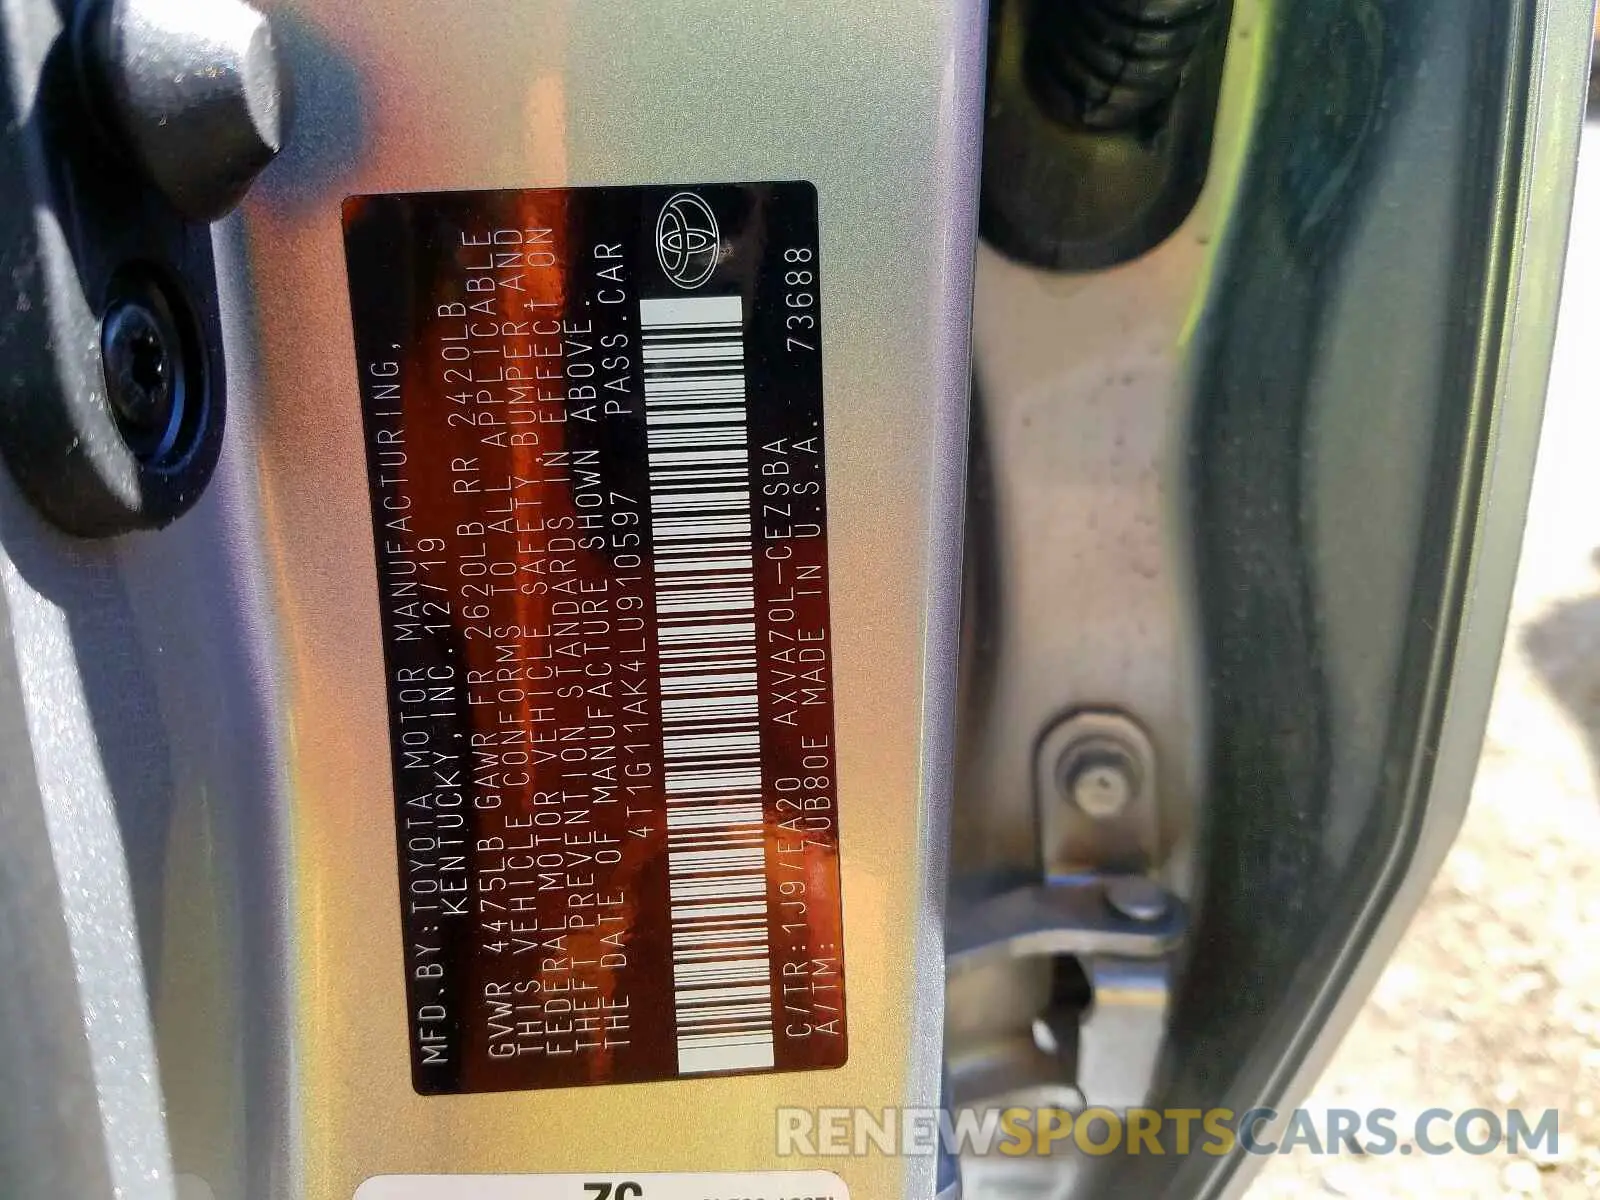 MFD.BY:TOYOTA MOTOR MANUFACTURING,
KENTUCKY,INC.12/19
GVWR 4475LB GAWR FR 2620LB RR 2420LB
THIS VEHICLE CONFORMS TO ALL APPLICABLE
FEDERAL MOTOR VEHICLE SAFETY,BUMPER AND
THEFT PREVENTION STANDARDS IN EFFECT ON
THE DATE OF MANUFACTURE SHOWN ABOVE.
4T1G11AK4LU910597 PASS.CAR
C/TR:1J9/EA20 AXVA70L-CEZSBA
A/TM: /UB80E MADE IN U.S.A. 73688
RENEWSPORTSCARS.COM